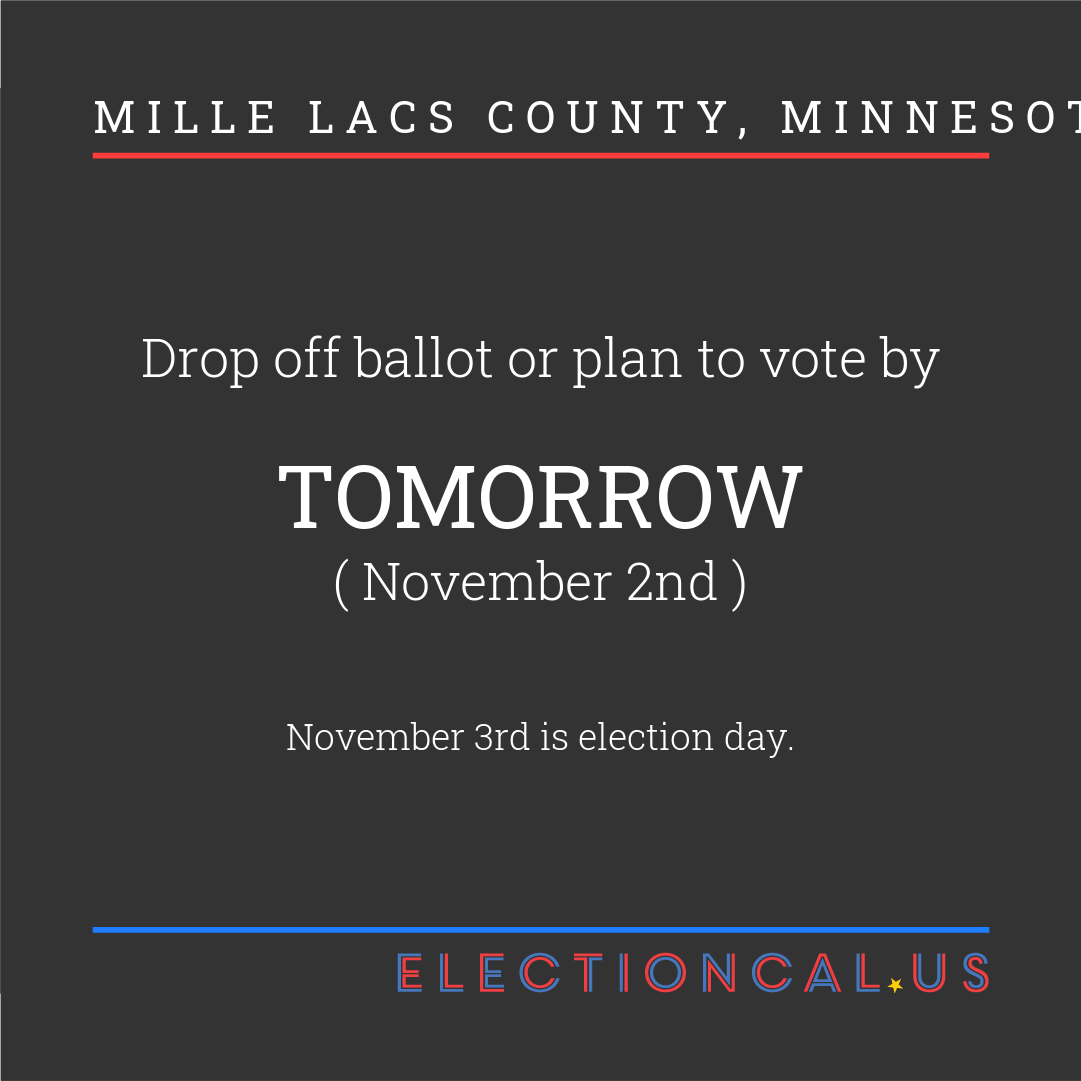 MILLE LACS COUNTY, MINNESOT
Drop off ballot or plan to vote by
TOMORROW
( November 2nd )
November 3rd is election day.
ELECTIONCAL.US